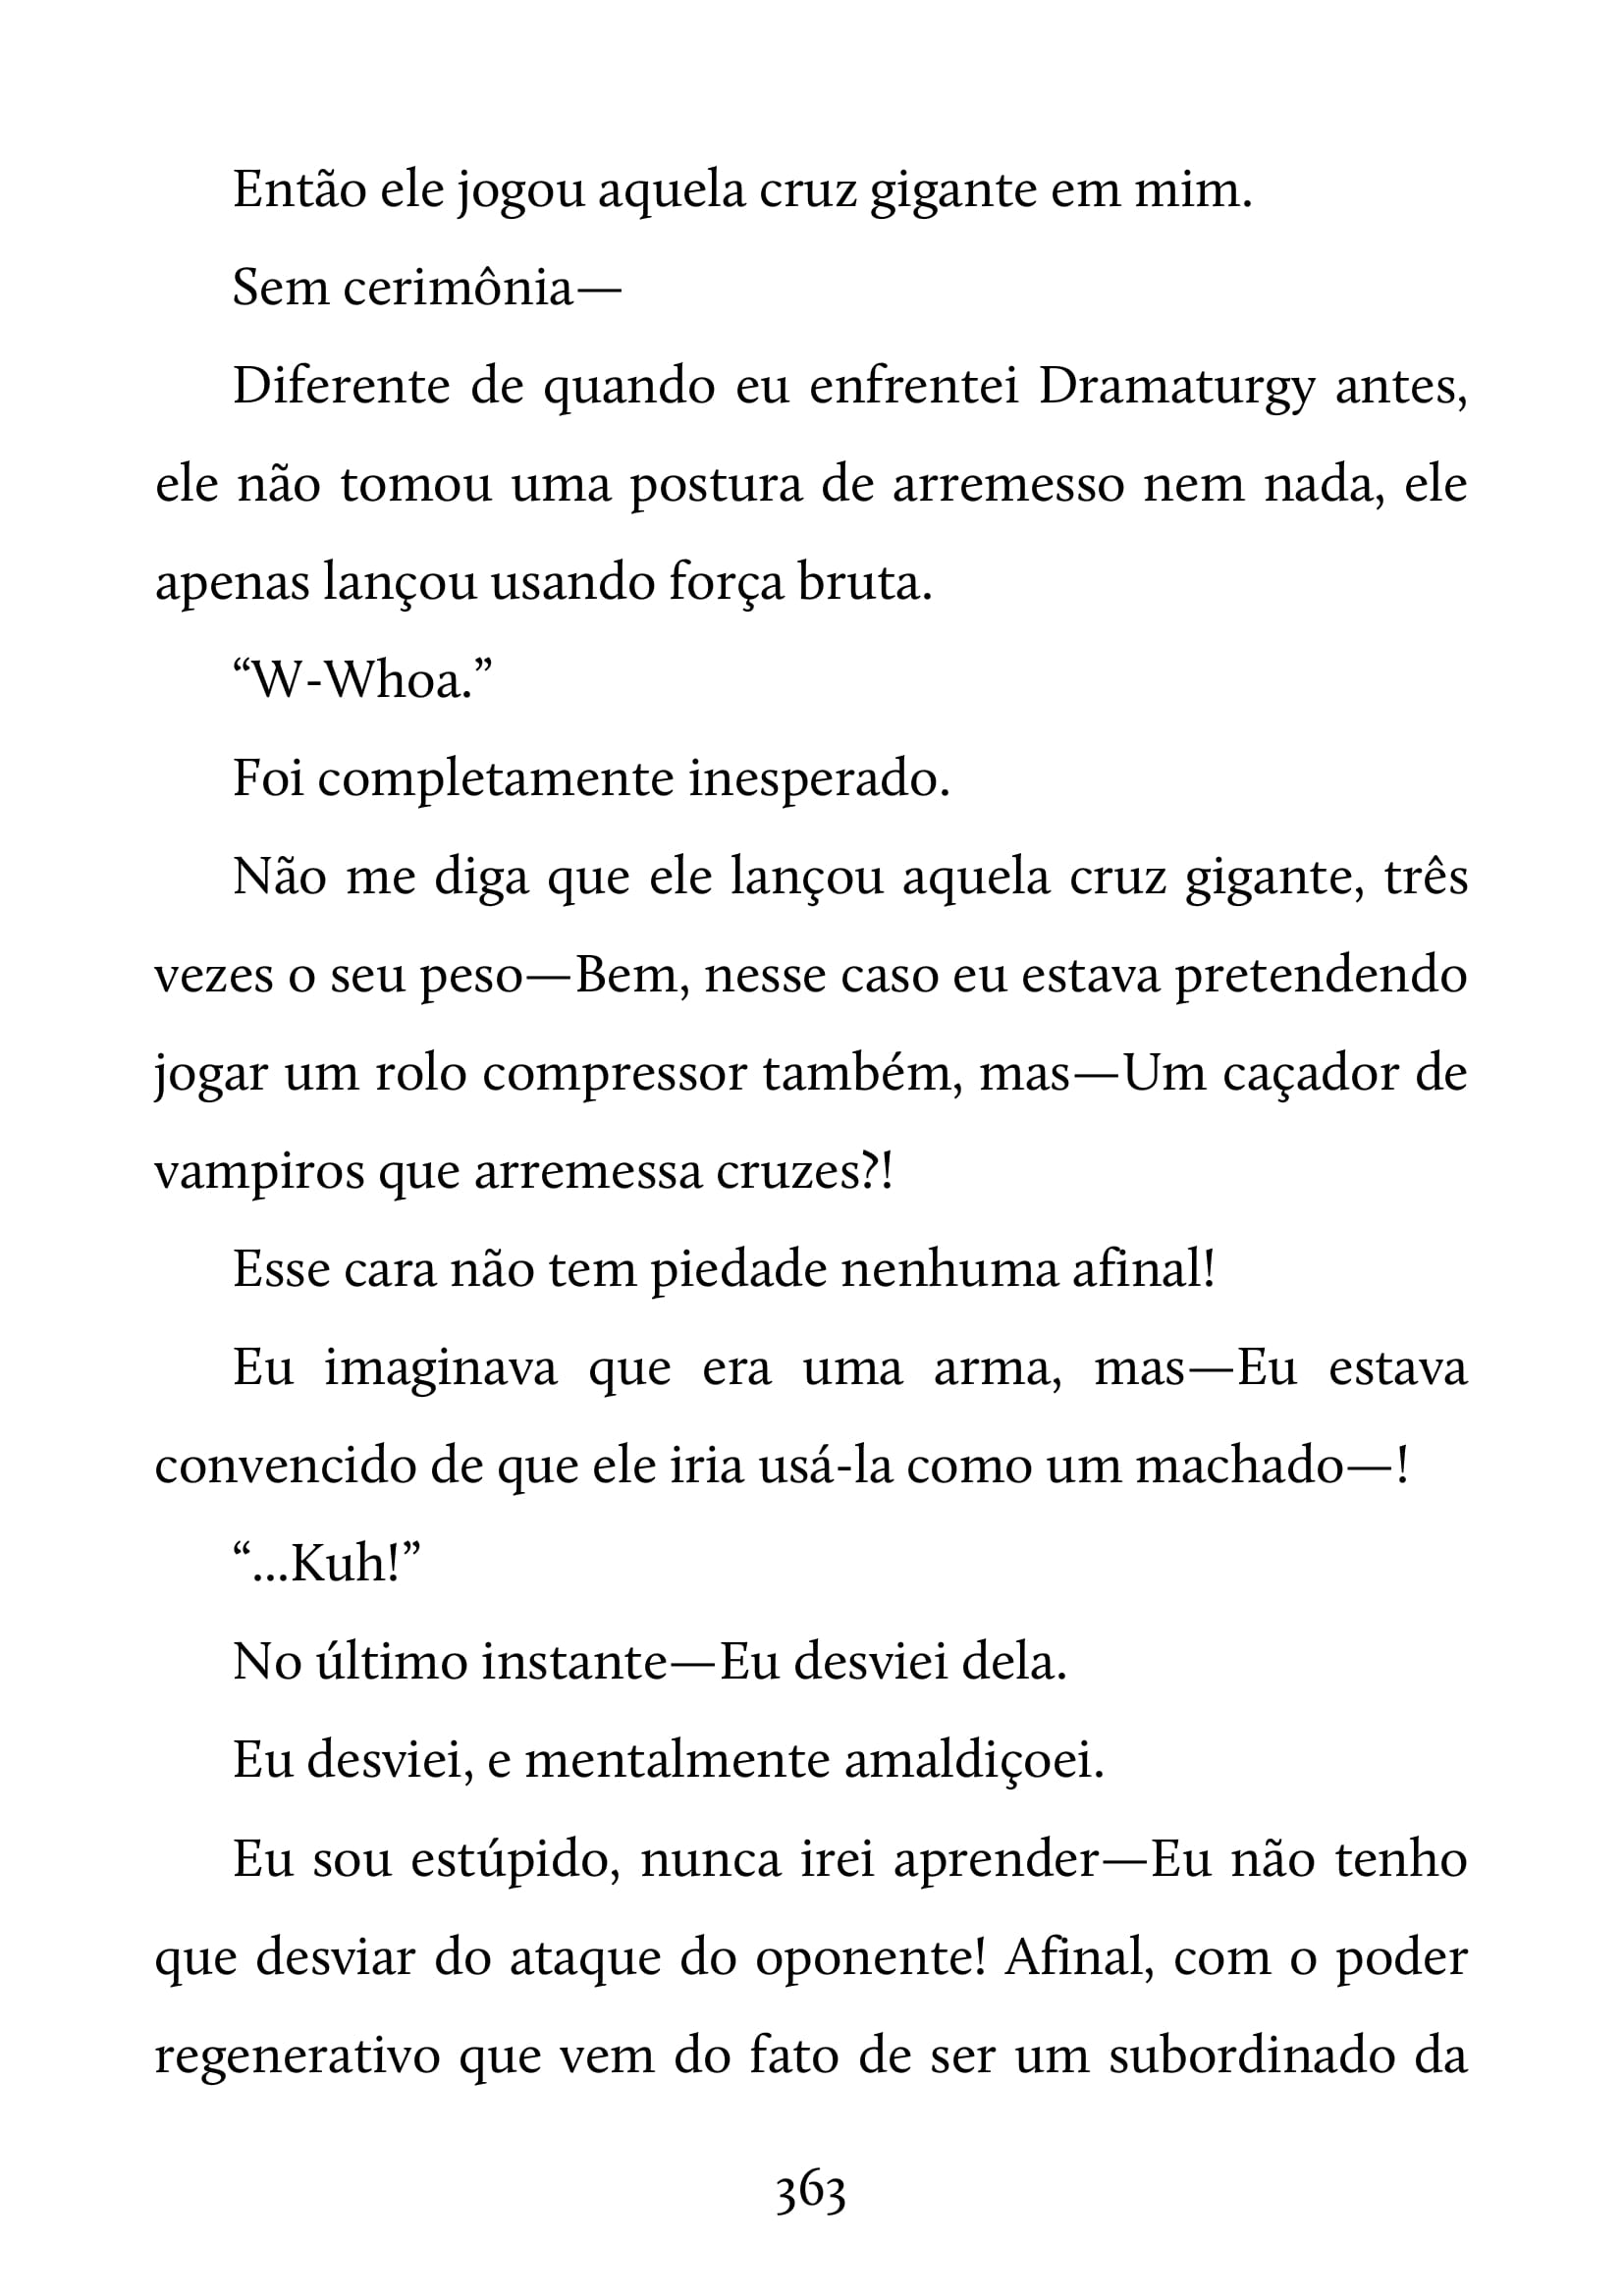 Então ele jogou aquela cruz gigante em mim.
Sem cerimônia—
Diferente de quando eu enfrentei Dramaturgy antes,
ele não tomou uma postura de arremesso nem nada, ele
apenas lançou usando força bruta.
“W-Whoa.”
Foi completamente inesperado.
Não me diga que ele lançou aquela cruz gigante, três
vezes o seu peso—Bem, nesse caso eu estava pretendendo
jogar um rolo compressor também, mas—Um caçador de
vampiros que arremessa cruzes?!
Esse cara não tem piedade nenhuma afinal!
Eu imaginava que era uma arma, mas—Eu estava
convencido de que ele iria usá-la como um machado—!
“...Kuh!”
No último instante—Eu desviei dela.
Eu desviei, e mentalmente amaldiçoei.
Eu sou estúpido, nunca irei aprender—Eu não tenho
que desviar do ataque do oponente! Afinal, com o poder
regenerativo que vem do fato de ser um subordinado da
363